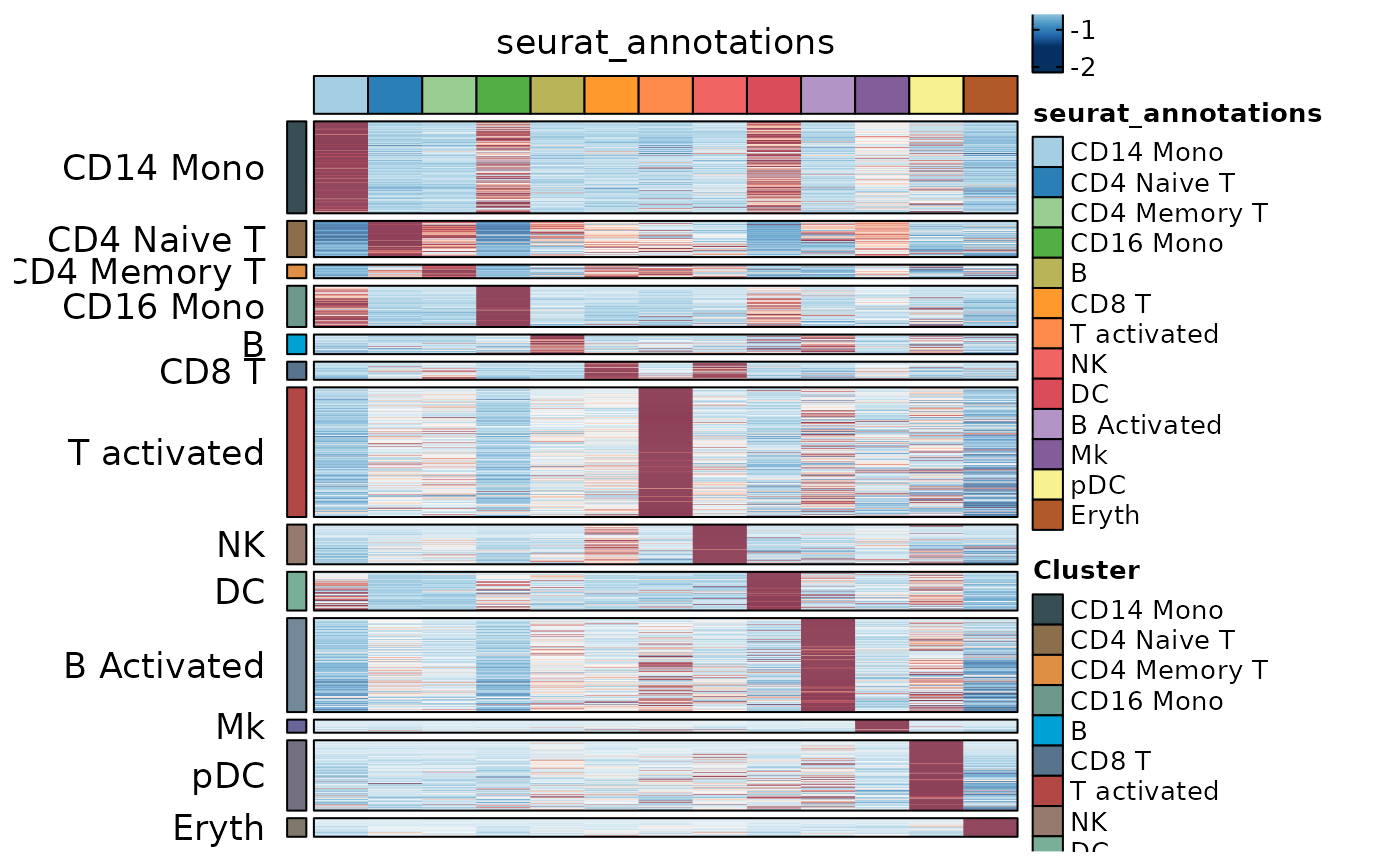 seurat_annotations
CD14 Mono
CD4 Naive T
CD4 Memory T
CD16 Mono
B
CD8 T
T activated
NK
DC
B Activated
Mk
pDC
Eryth
-1
-2
seurat_annotations
CD14 Mono
CD4 Naive T
CD4 Memory T
CD16 Mono
B
CD8 T
T activated
NK
DC
B Activated
Mk
pDC
Eryth
Cluster
CD14 Mono
CD4 Naive T
CD4 Memory T
CD16 Mono
B
CD8 T
T activated
NK
DC